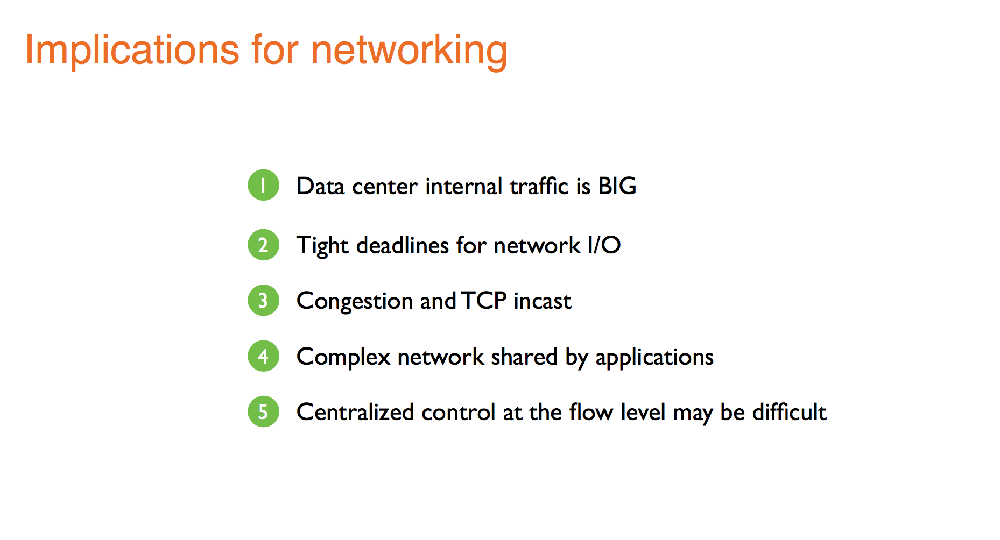 Implications for networking
1 Data center internal traffic is BIG
2 Tight deadlines for network I/O
3 Congestion and TCP incast
4 Complex network shared by applications
5 Centralized control at the flow level may be difficult